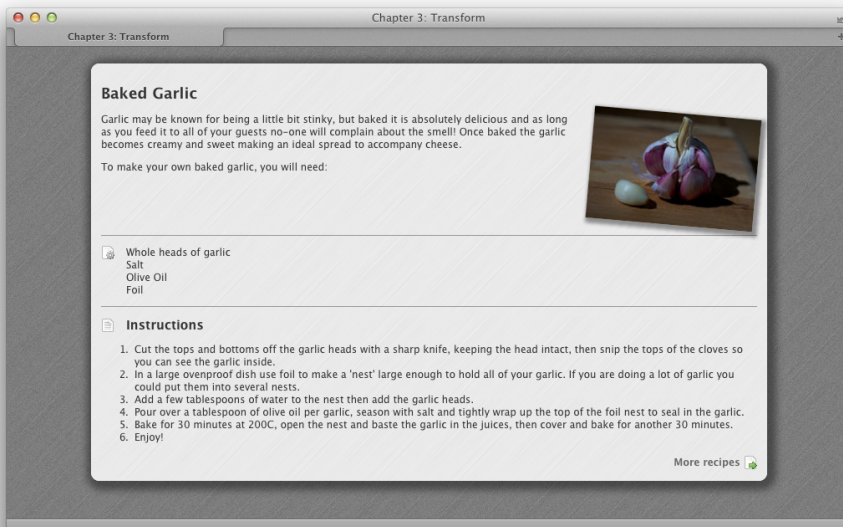 Chapter 3: Transform
Chapter 3: Transform
Baked Garlic
Garlic may be known for being a little bit stinky, but baked it is absolutely delicious and as long
as you feed it to all of your guests no-one will complain about the smell! Once baked the garlic
becomes creamy and sweet making an ideal spread to accompany cheese.
To make your own baked garlic, you will need:
Whole heads of garlic
Salt
Olive Oil
Foil
Instructions
1. Cut the tops and bottoms off the garlic heads with a sharp knife, keeping the head intact, then snip the tops of the cloves so
you can see the garlic inside.
2. In a large ovenproof dish use foil to make a 'nest' large enough to hold all of your garlic. If you are doing a lot of garlic you
could put them into several nests.
3. Add a few tablespoons of water to the nest then add the garlic heads.
4. Pour over a tablespoon of olive oil per garlic, season with salt and tightly wrap up the top of the foil nest to seal in the garlic.
5. Bake for 30 minutes at 200C, open the nest and baste the garlic in the juices, then cover and bake for another 30 minutes.
6. Enjoy!
More recipes